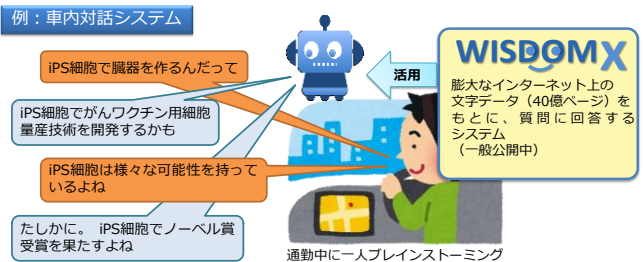 例：車内対話システム
iPS細胞で臓器を作るんだって
iPS細胞でがんワクチン用細胞
量産技術を開発するかも
iPS細胞は様々な可能性を持って
いるよね
たしかに。 iPS細胞でノーベル賞
受賞を果たすよね
活用
WISDOM X
膨大なインターネット上の
文字データ（40億ページ）を
もとに、質問に回答する
システム
（一般公開中）
通勤中に一人ブレインストーミング